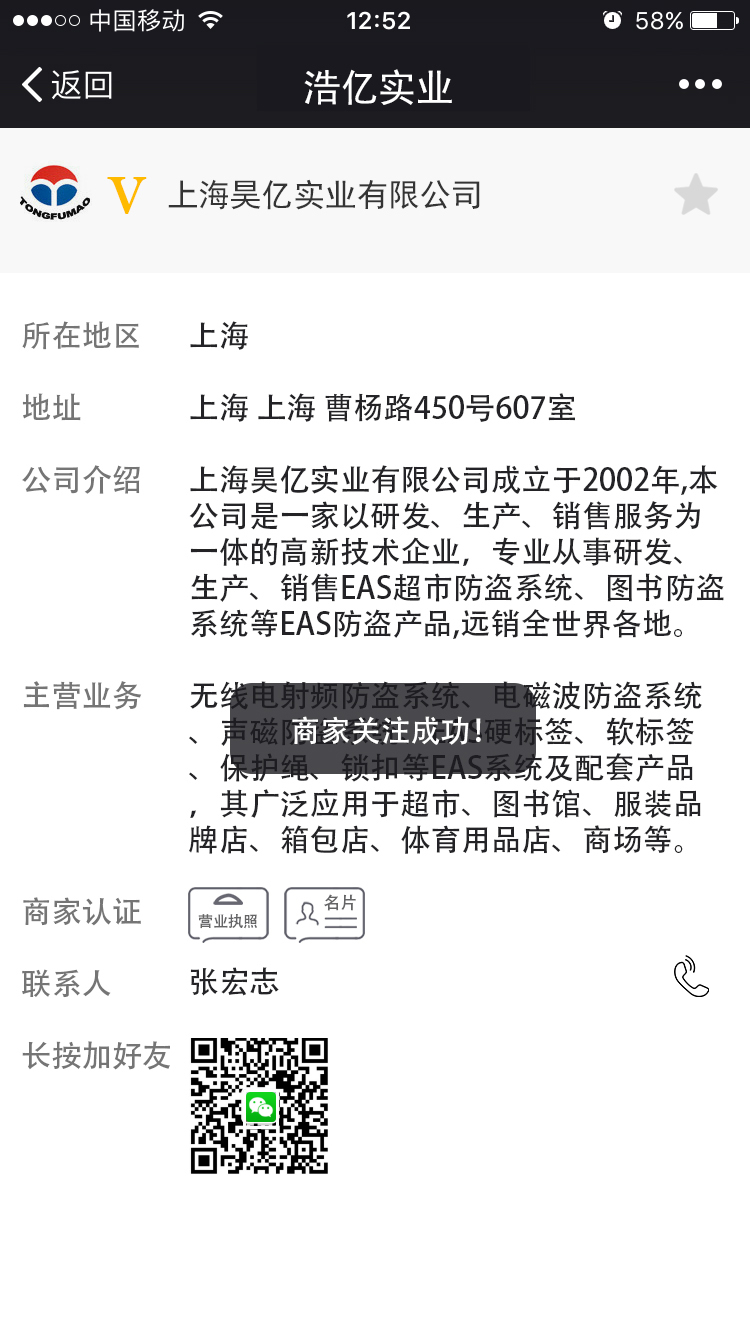 中国移动 12:52 58%
返回 浩亿实业
TONGFUMAO V 上海昊亿实业有限公司
所在地区 上海
地址 上海 上海 曹杨路450号607室
公司介绍 上海昊亿实业有限公司成立于2002年,本
公司是一家以研发、生产、销售服务为
一体的高新技术企业，专业从事研发、
生产、销售EAS超市防盗系统、图书防盗
系统等EAS防盗产品,远销全世界各地。
主营业务 无线电射频防盗系统、电磁波防盗系统
、声磁防 S硬标签、软标签
商家关注成功!
、保护绳、锁扣等EAS系统及配套产品
，其广泛应用于超市、图书馆、服装品
牌店、箱包店、体育用品店、商场等。
商家认证 营业执照 名片
联系人 张宏志
长按加好友